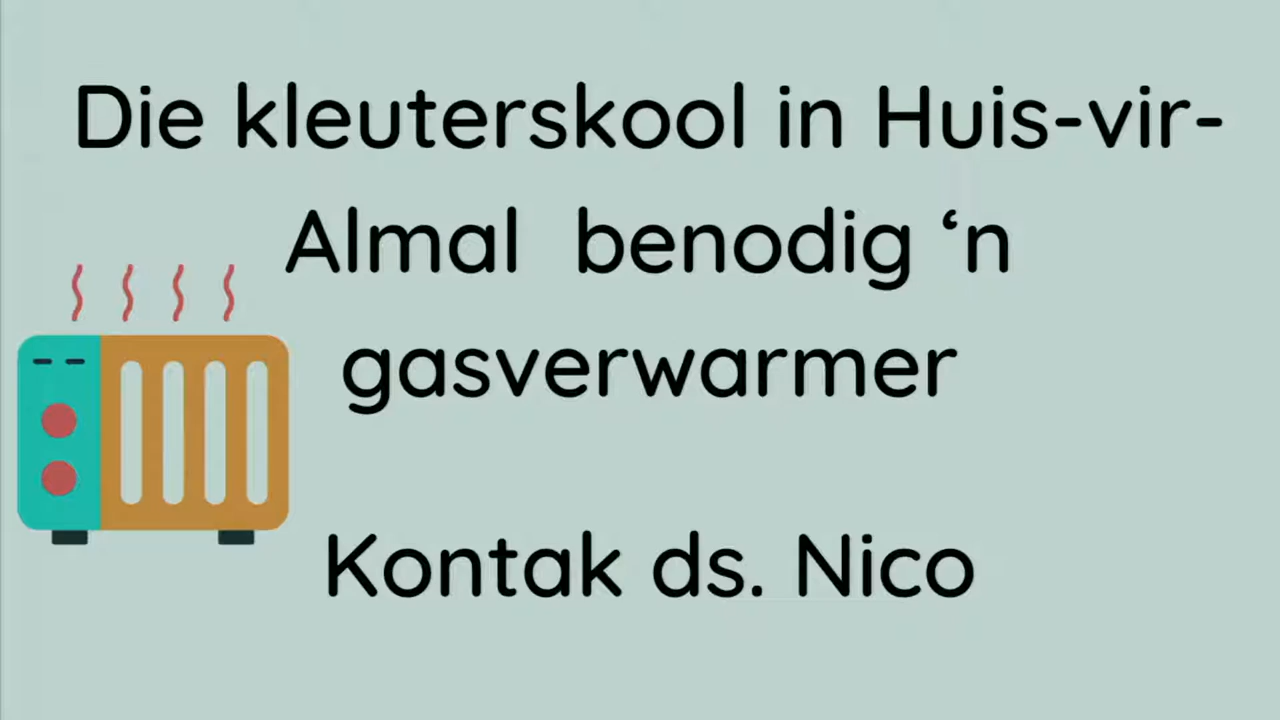 Die kleuterskool in Huis-vir-
Almal  benodig ‘n
gasverwarmer
Kontak ds. Nico